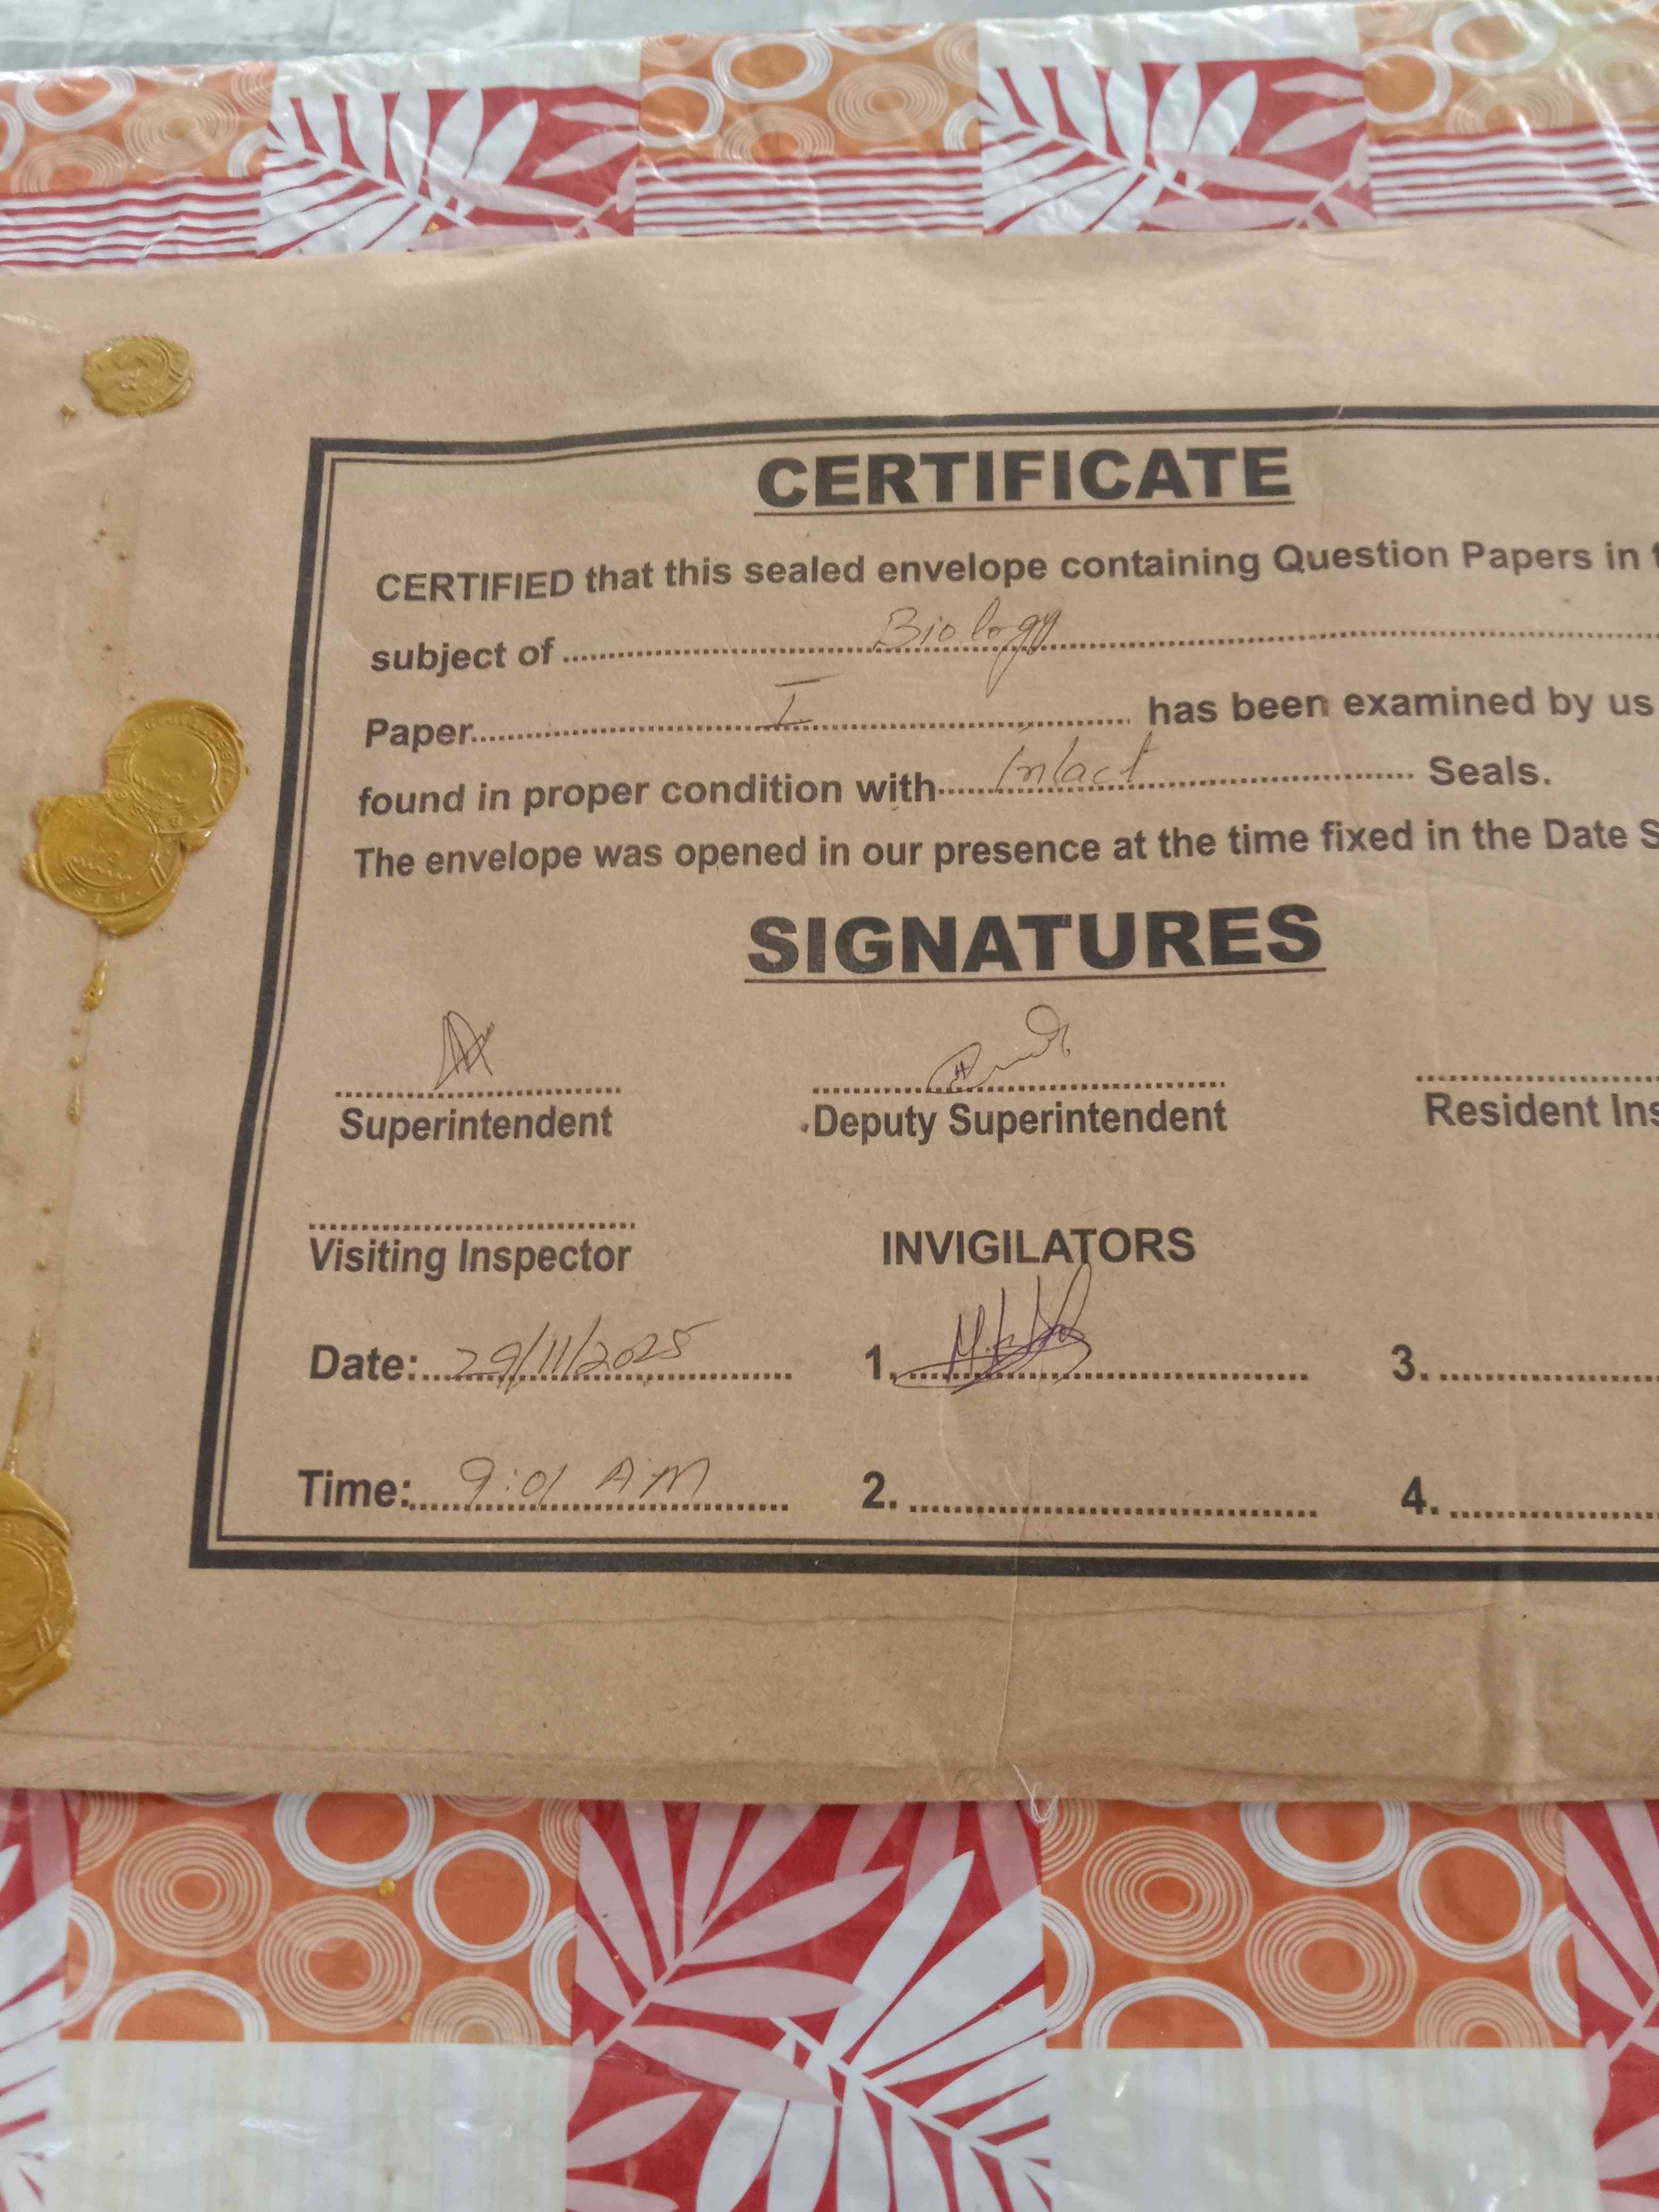 CERTIFICATE
CERTIFIED that this sealed envelope containing Question Papers in
subject of Biology
Paper I has been examined by us
found in proper condition with Intact Seals.
The envelope was opened in our presence at the time fixed in the Date S
SIGNATURES
Superintendent Deputy Superintendent Resident Ins
Visiting Inspector INVIGILATORS
Date: 29/11/2025 1. 3.
Time: 9:01 AM 2. 4.